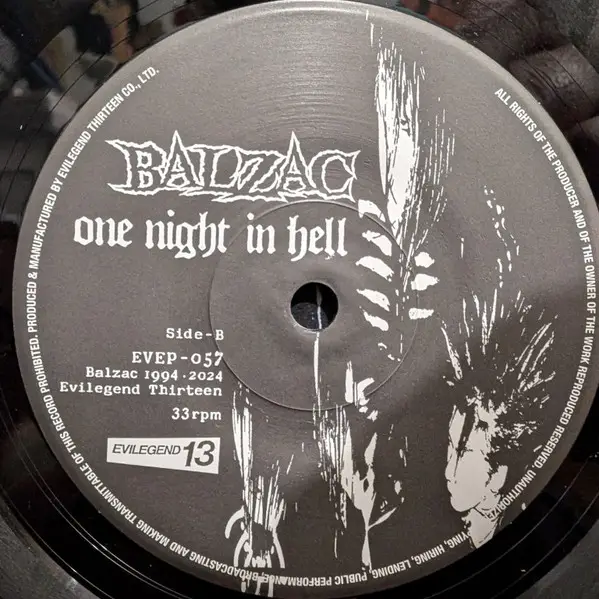 BALZAC
one night in hell
Side-B
EVEP-057
Balzac 1994.2024
Evilegend Thirteen
33rpm
EVILEGEND 13
ALL RIGHTS OF THE PRODUCER AND OF THE OWNER OF THE WORK REPRODUCED RESERVED. UNAUTHORIZ YING, HIRING, LENDING, PUBLIC PERFORMANCE, BROADCASTING AND MAKING TRANSMITTABLE OF THIS RECORD PROHIBITED. PRODUCED & MANUFACTURED BY EVILEGEND THIRTEEN CO., LTD.